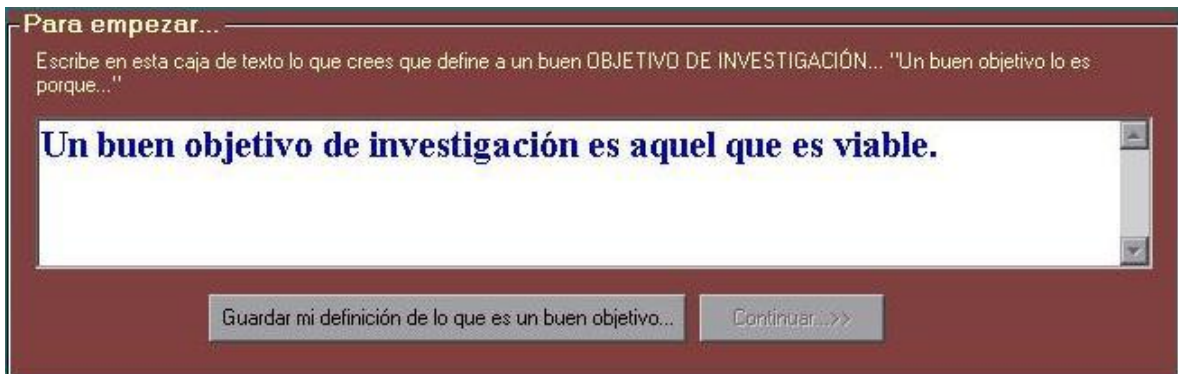 Para empezar...
Escribe en esta caja de texto lo que crees que define a un buen OBJETIVO DE INVESTIGACIÓN... "Un buen objetivo lo es
porque..."
Un buen objetivo de investigación es aquel que es viable.
Guardar mi definición de lo que es un buen objetivo... Continuar...>>